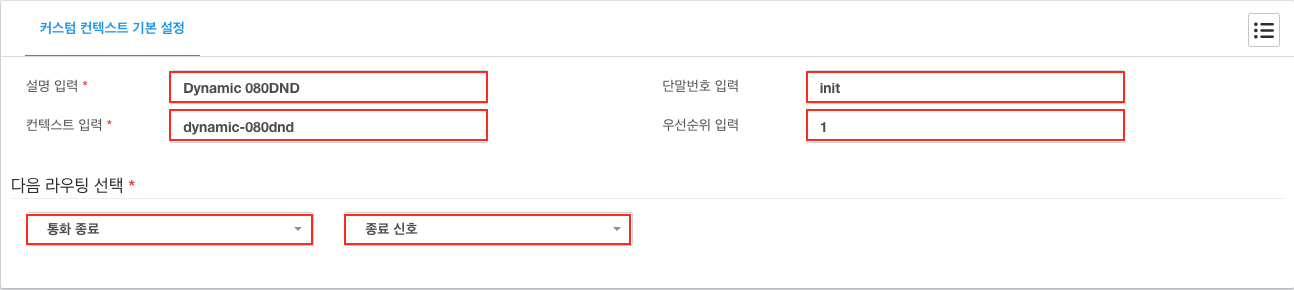 커스텀 컨텍스트 기본 설정
설명 입력 * Dynamic 080DND 단말번호 입력 init
컨텍스트 입력 * dynamic-080dnd 우선순위 입력 1
다음 라우팅 선택 *
통화 종료 종료 신호